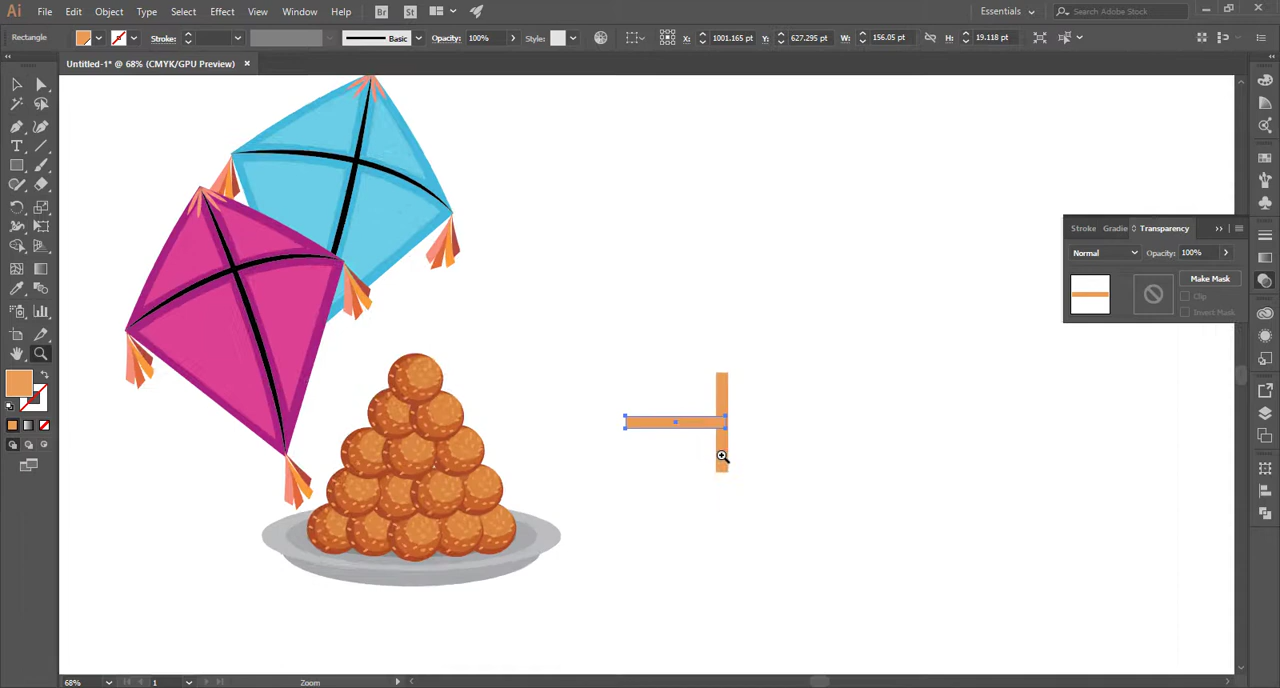 Ai File Edit Object Type Select Effect View Window Help Br St Essentials Search Adobe Stock
Rectangle Stroke: Basic Opacity: 100% Style: X: 1001.165 pt Y: 627.295 pt W: 156.05 pt H: 19.118 pt
Untitled-1* @ 68% (CMYK/GPU Preview) ×
Stroke Gradie Transparency
Normal Opacity: 100%
Make Mask
Clip
Invert Mask
68% 1 Zoom